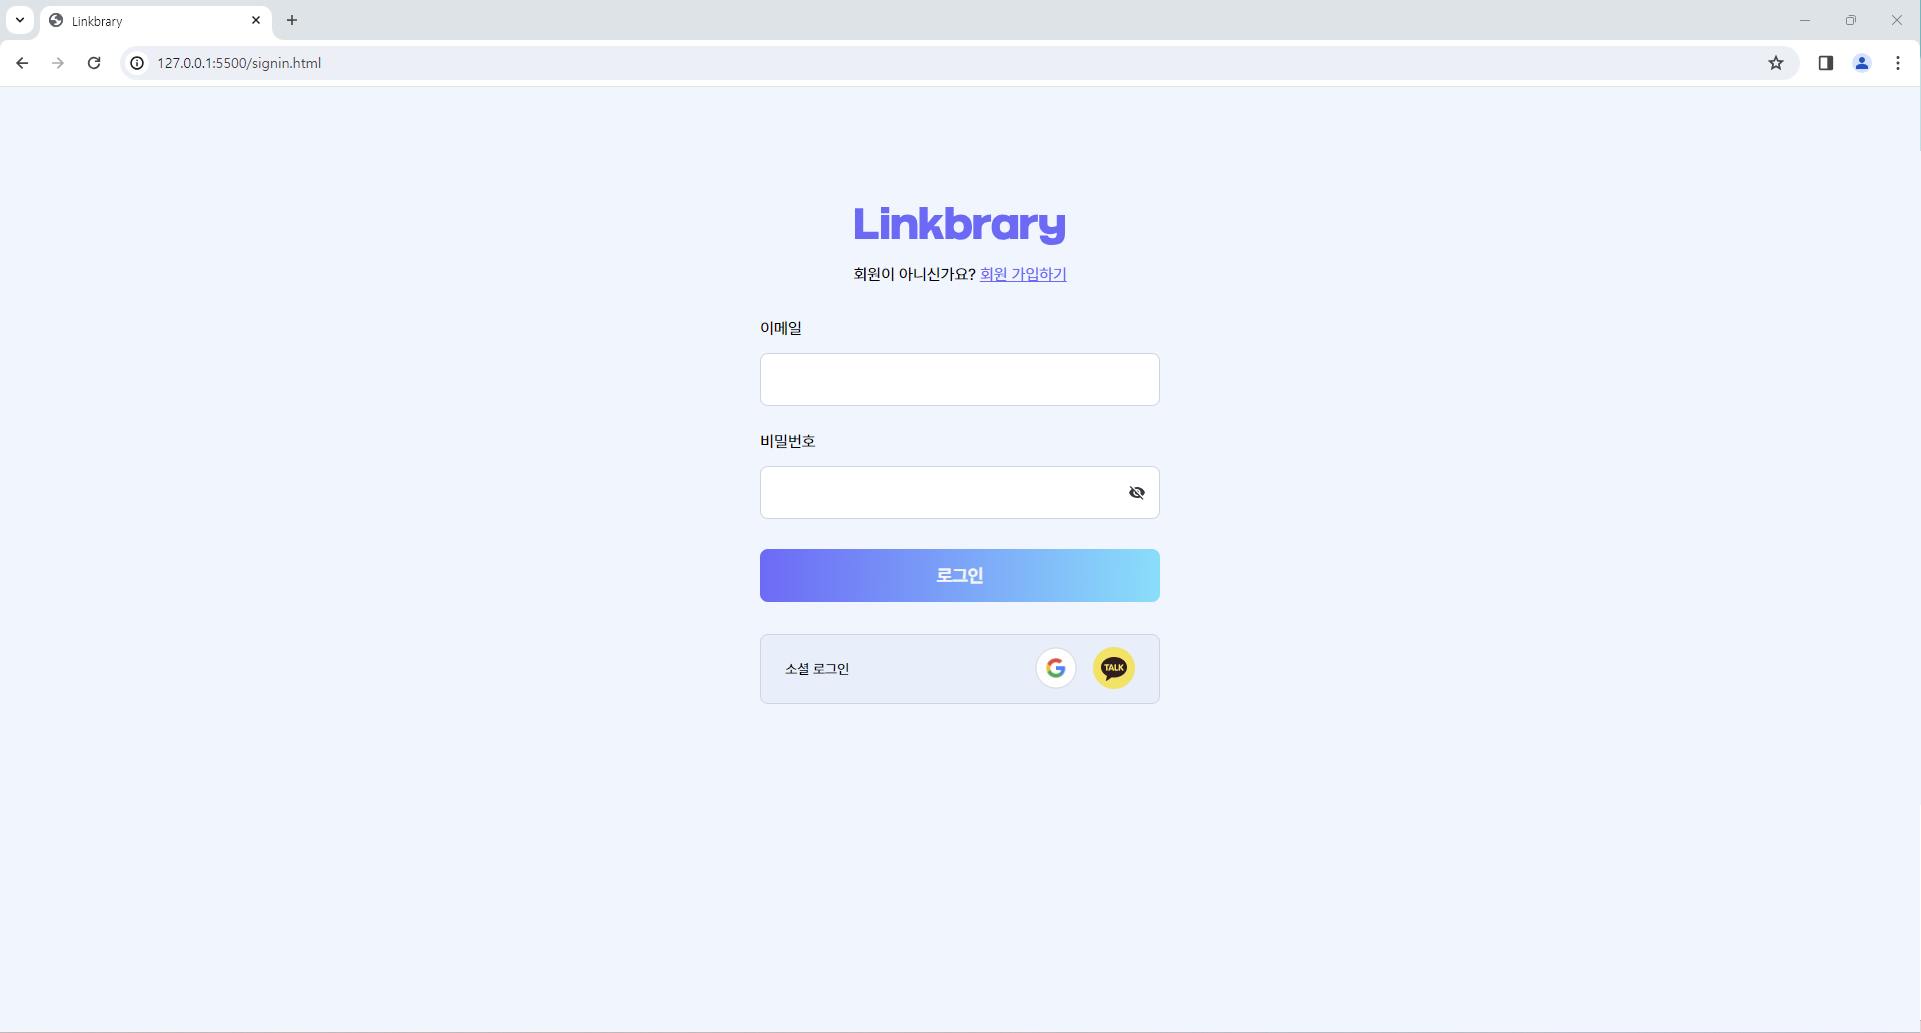 Linkbrary
127.0.0.1:5500/signin.html
Linkbrary
회원이 아니신가요? 회원 가입하기
이메일
비밀번호
로그인
소셜 로그인
G
TALK